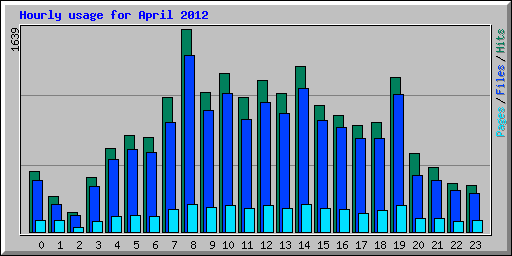 Hourly usage for April 2012
1639
Pages / Files / Hits
0 1 2 3 4 5 6 7 8 9 10 11 12 13 14 15 16 17 18 19 20 21 22 23